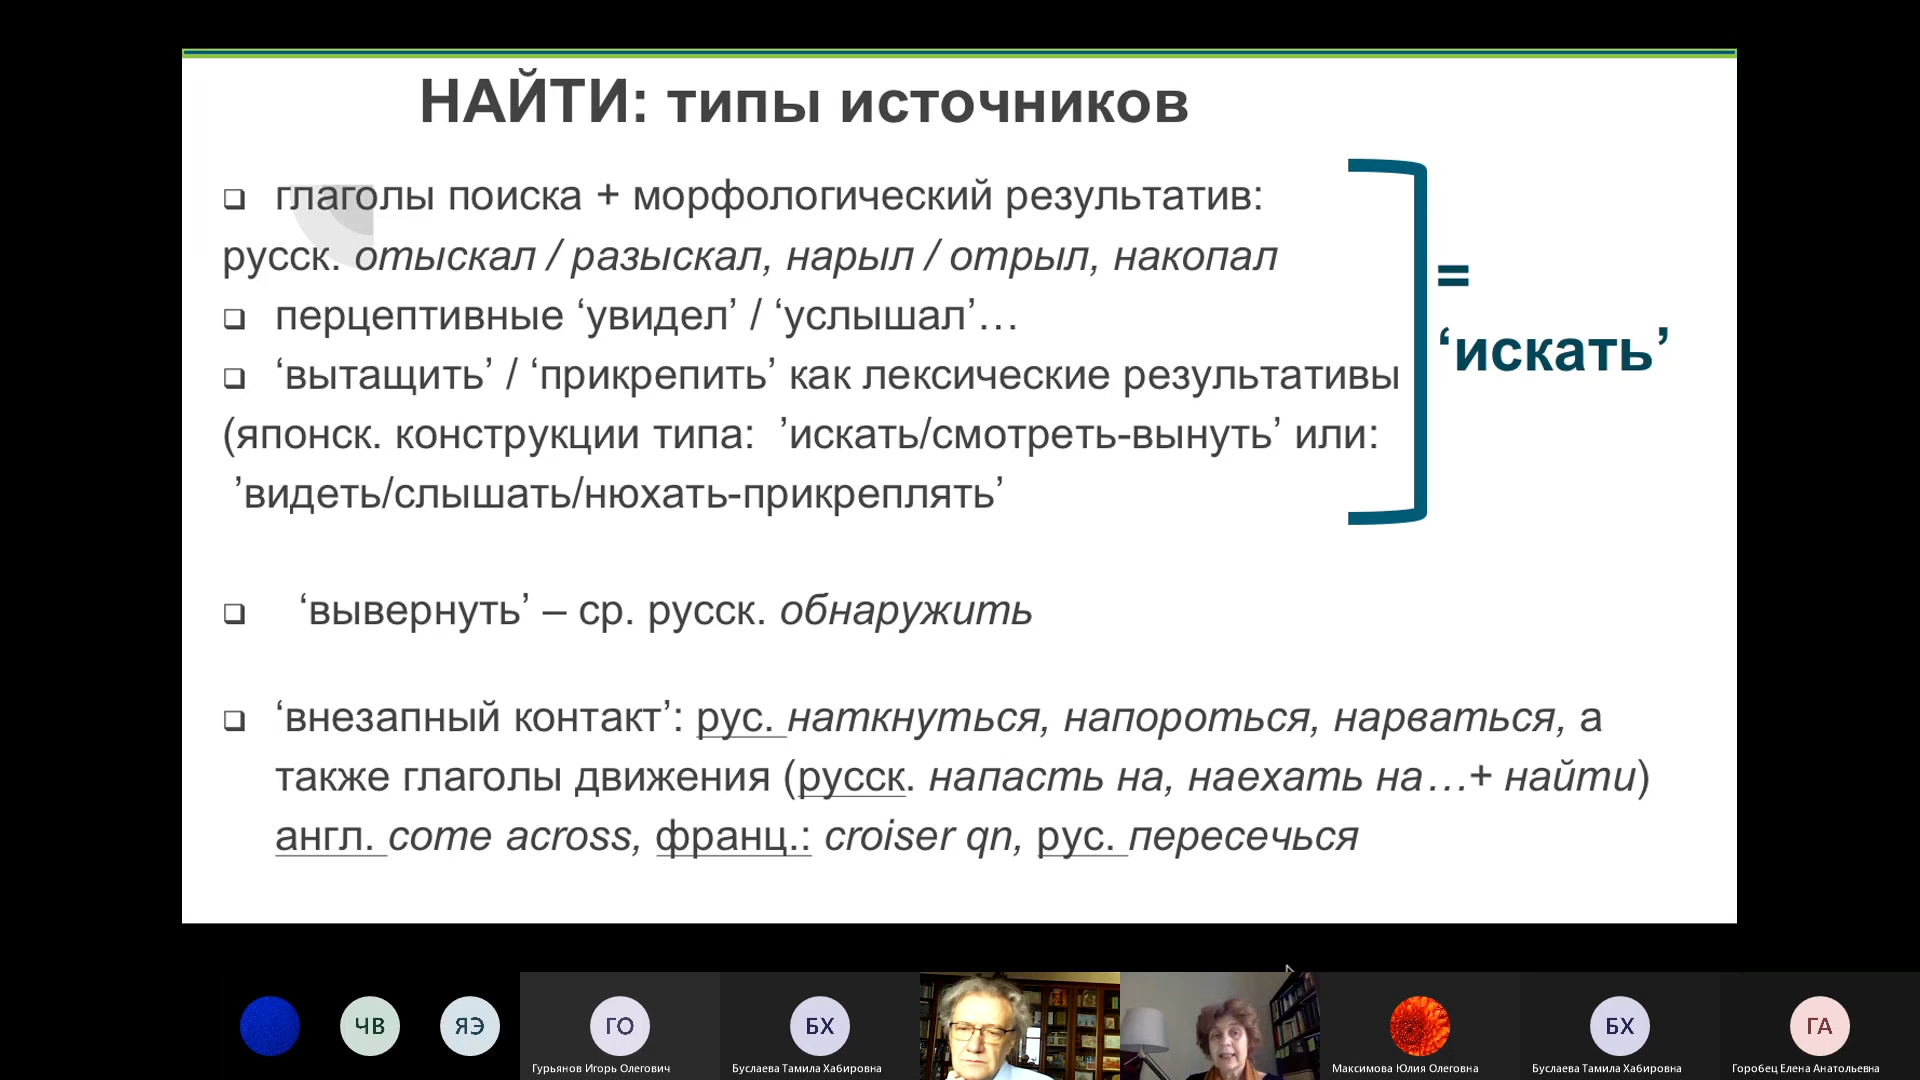 НАЙТИ: типы источников
глаголы поиска + морфологический результатив:
русск. отыскал / разыскал, нарыл / отрыл, накопал
перцептивные ‘увидел’ / ‘услышал’…
‘вытащить’ / ‘прикрепить’ как лексические результативы
(японск. конструкции типа: ’искать/смотреть-вынуть’ или:
’видеть/слышать/нюхать-прикреплять’
=
‘искать’
‘вывернуть’ – ср. русск. обнаружить
‘внезапный контакт’: рус. наткнуться, напороться, нарваться, а
также глаголы движения (русск. напасть на, наехать на…+ найти)
англ. come across, франц.: croiser qn, рус. пересечься
ЧВ
ЯЭ
ГО
Гурьянов Игорь Олегович
БХ
Буслаева Тамила Хабировна
Максимова Юлия Олеговна
БХ
Буслаева Тамила Хабировна
ГА
Горобец Елена Анатольевна